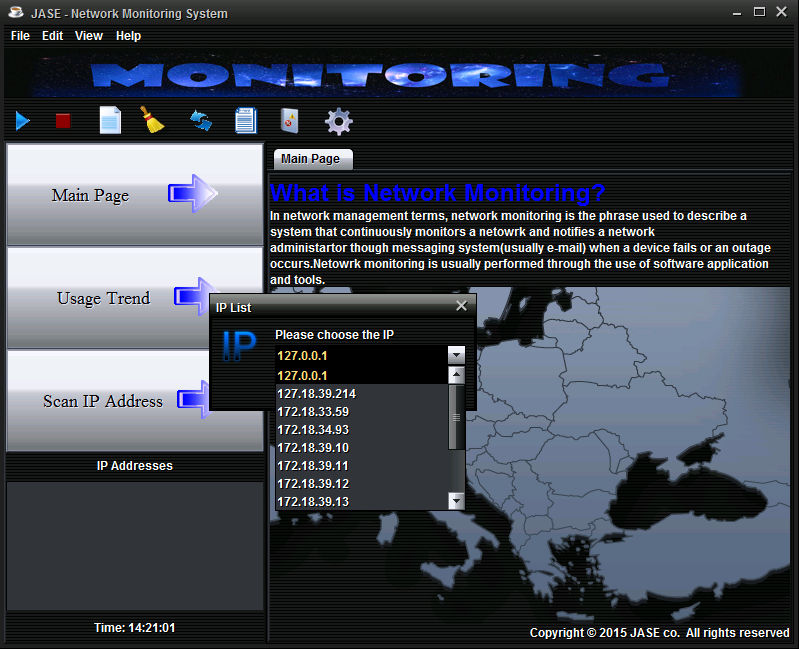 JASE - Network Monitoring System
File Edit View Help
MONITORING
Main Page
Usage Trend
Scan IP Address
IP Addresses
Time: 14:21:01
Main Page
What Is Network Monitoring?
In network management terms, network monitoring is the phrase used to describe a
system that continuously monitors a netowrk and notifies a network
administartor though messaging system(usually e-mail) when a device fails or an outage
occurs.Netowrk monitoring is usually performed through the use of software application
and tools.
IP List
IP
Please choose the IP
127.0.0.1
127.0.0.1
127.18.39.214
172.18.33.59
172.18.34.93
172.18.39.10
172.18.39.11
172.18.39.12
172.18.39.13
Copyright © 2015 JASE co. All rights reserved